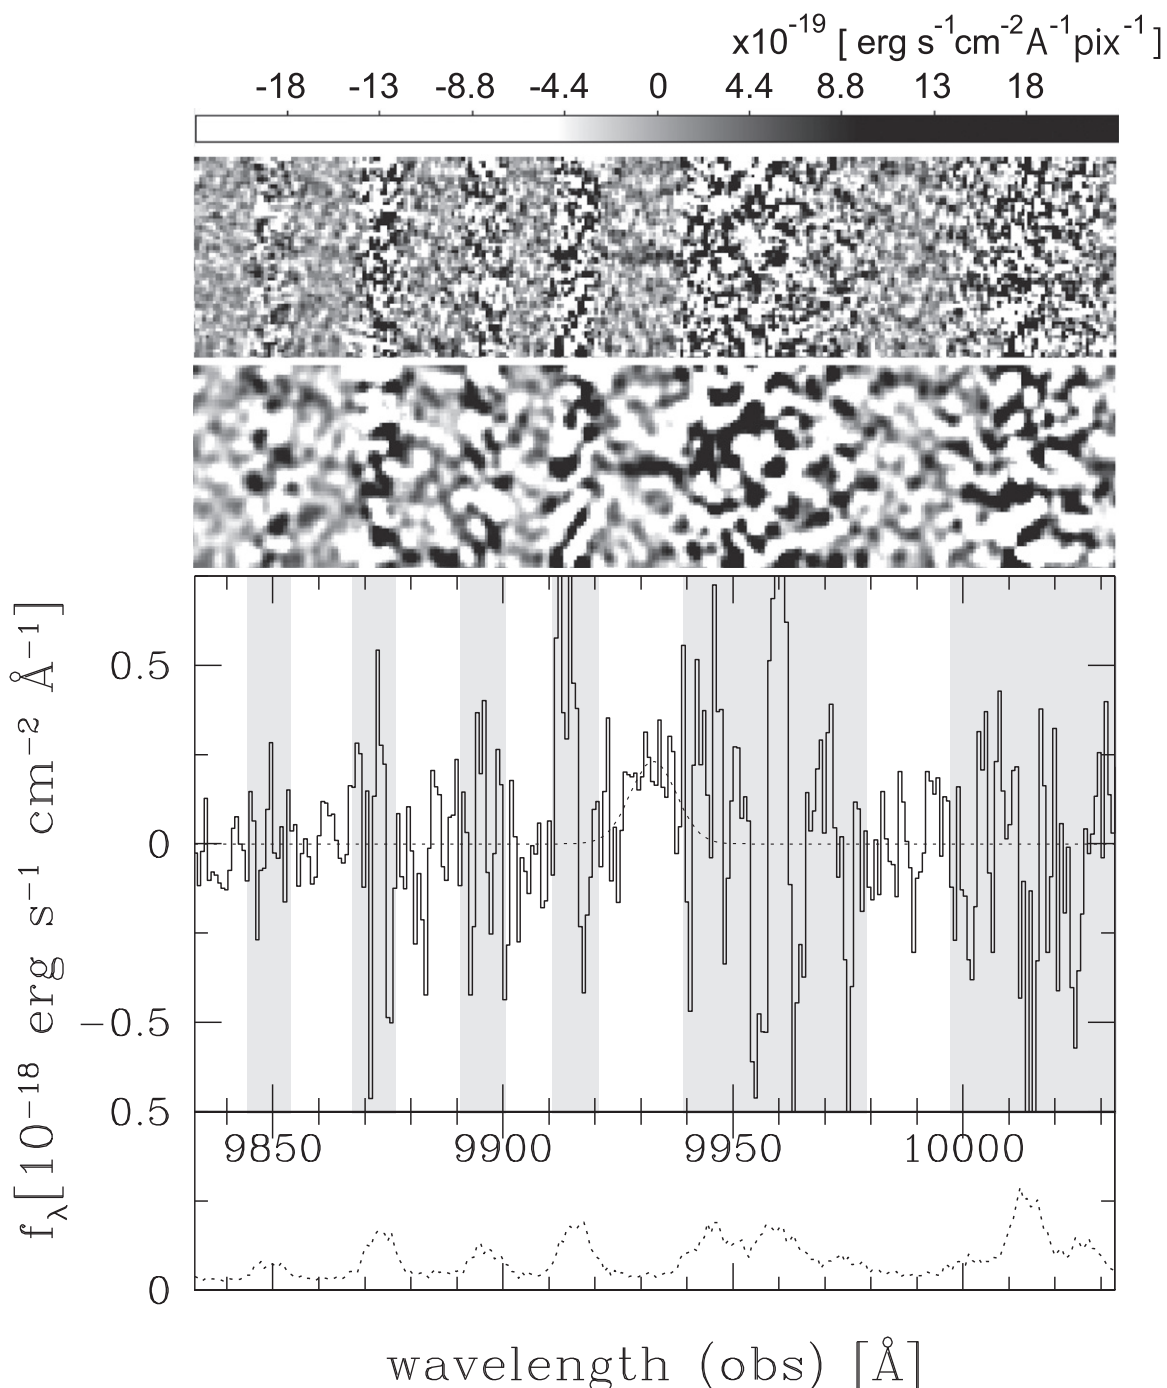 x10⁻¹⁹ [ erg s⁻¹cm⁻²A⁻¹pix⁻¹]
-18 -13 -8.8 -4.4 0 4.4 8.8 13 18
f_λ[10⁻¹⁸ erg s⁻¹ cm⁻² Å⁻¹]
0.5
0
−0.5
0.5
9850 9900 9950 10000
0
wavelength (obs) [Å]